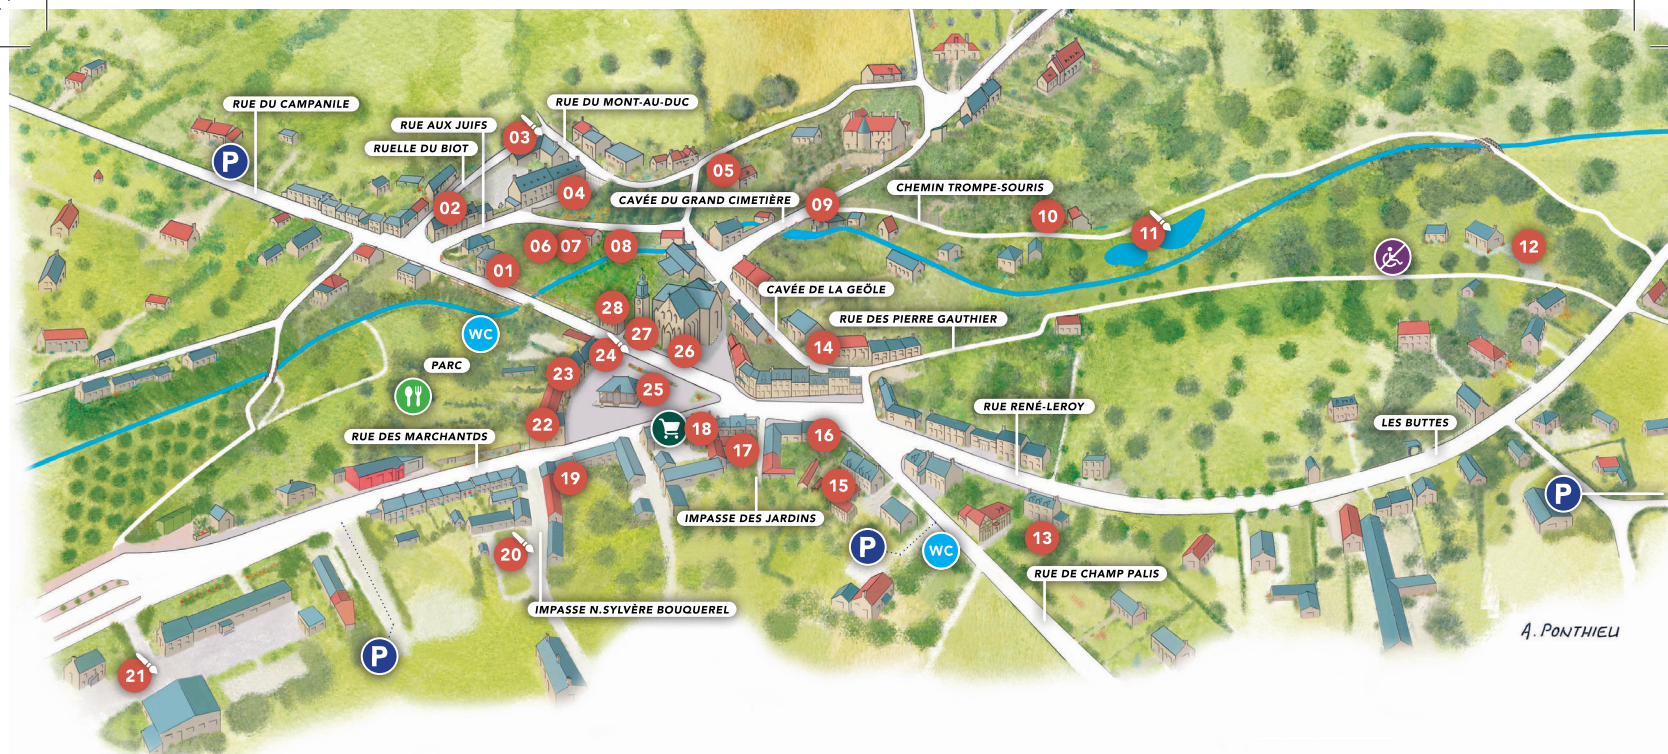 RUE DU CAMPANILE
RUE DU MONT-AU-DUC
RUE AUX JUIFS
03
RUELLE DU BIOT
P
05
04
CHEMIN TROMPE-SOURIS
CAVÉE DU GRAND CIMETIÈRE
02
09
10
11
06
07
08
12
01
CAVÉE DE LA GEÔLE
28
RUE DES PIERRE GAUTHIER
WC
27
14
26
24
PARC
23
25
RUE RENÉ-LEROY
LES BUTTES
22
18
16
RUE DES MARCHANTDS
17
19
15
P
IMPASSE DES JARDINS
13
P
WC
20
RUE DE CHAMP PALIS
IMPASSE N.SYLVÈRE BOUQUEREL
A. PONTHIEU
P
21